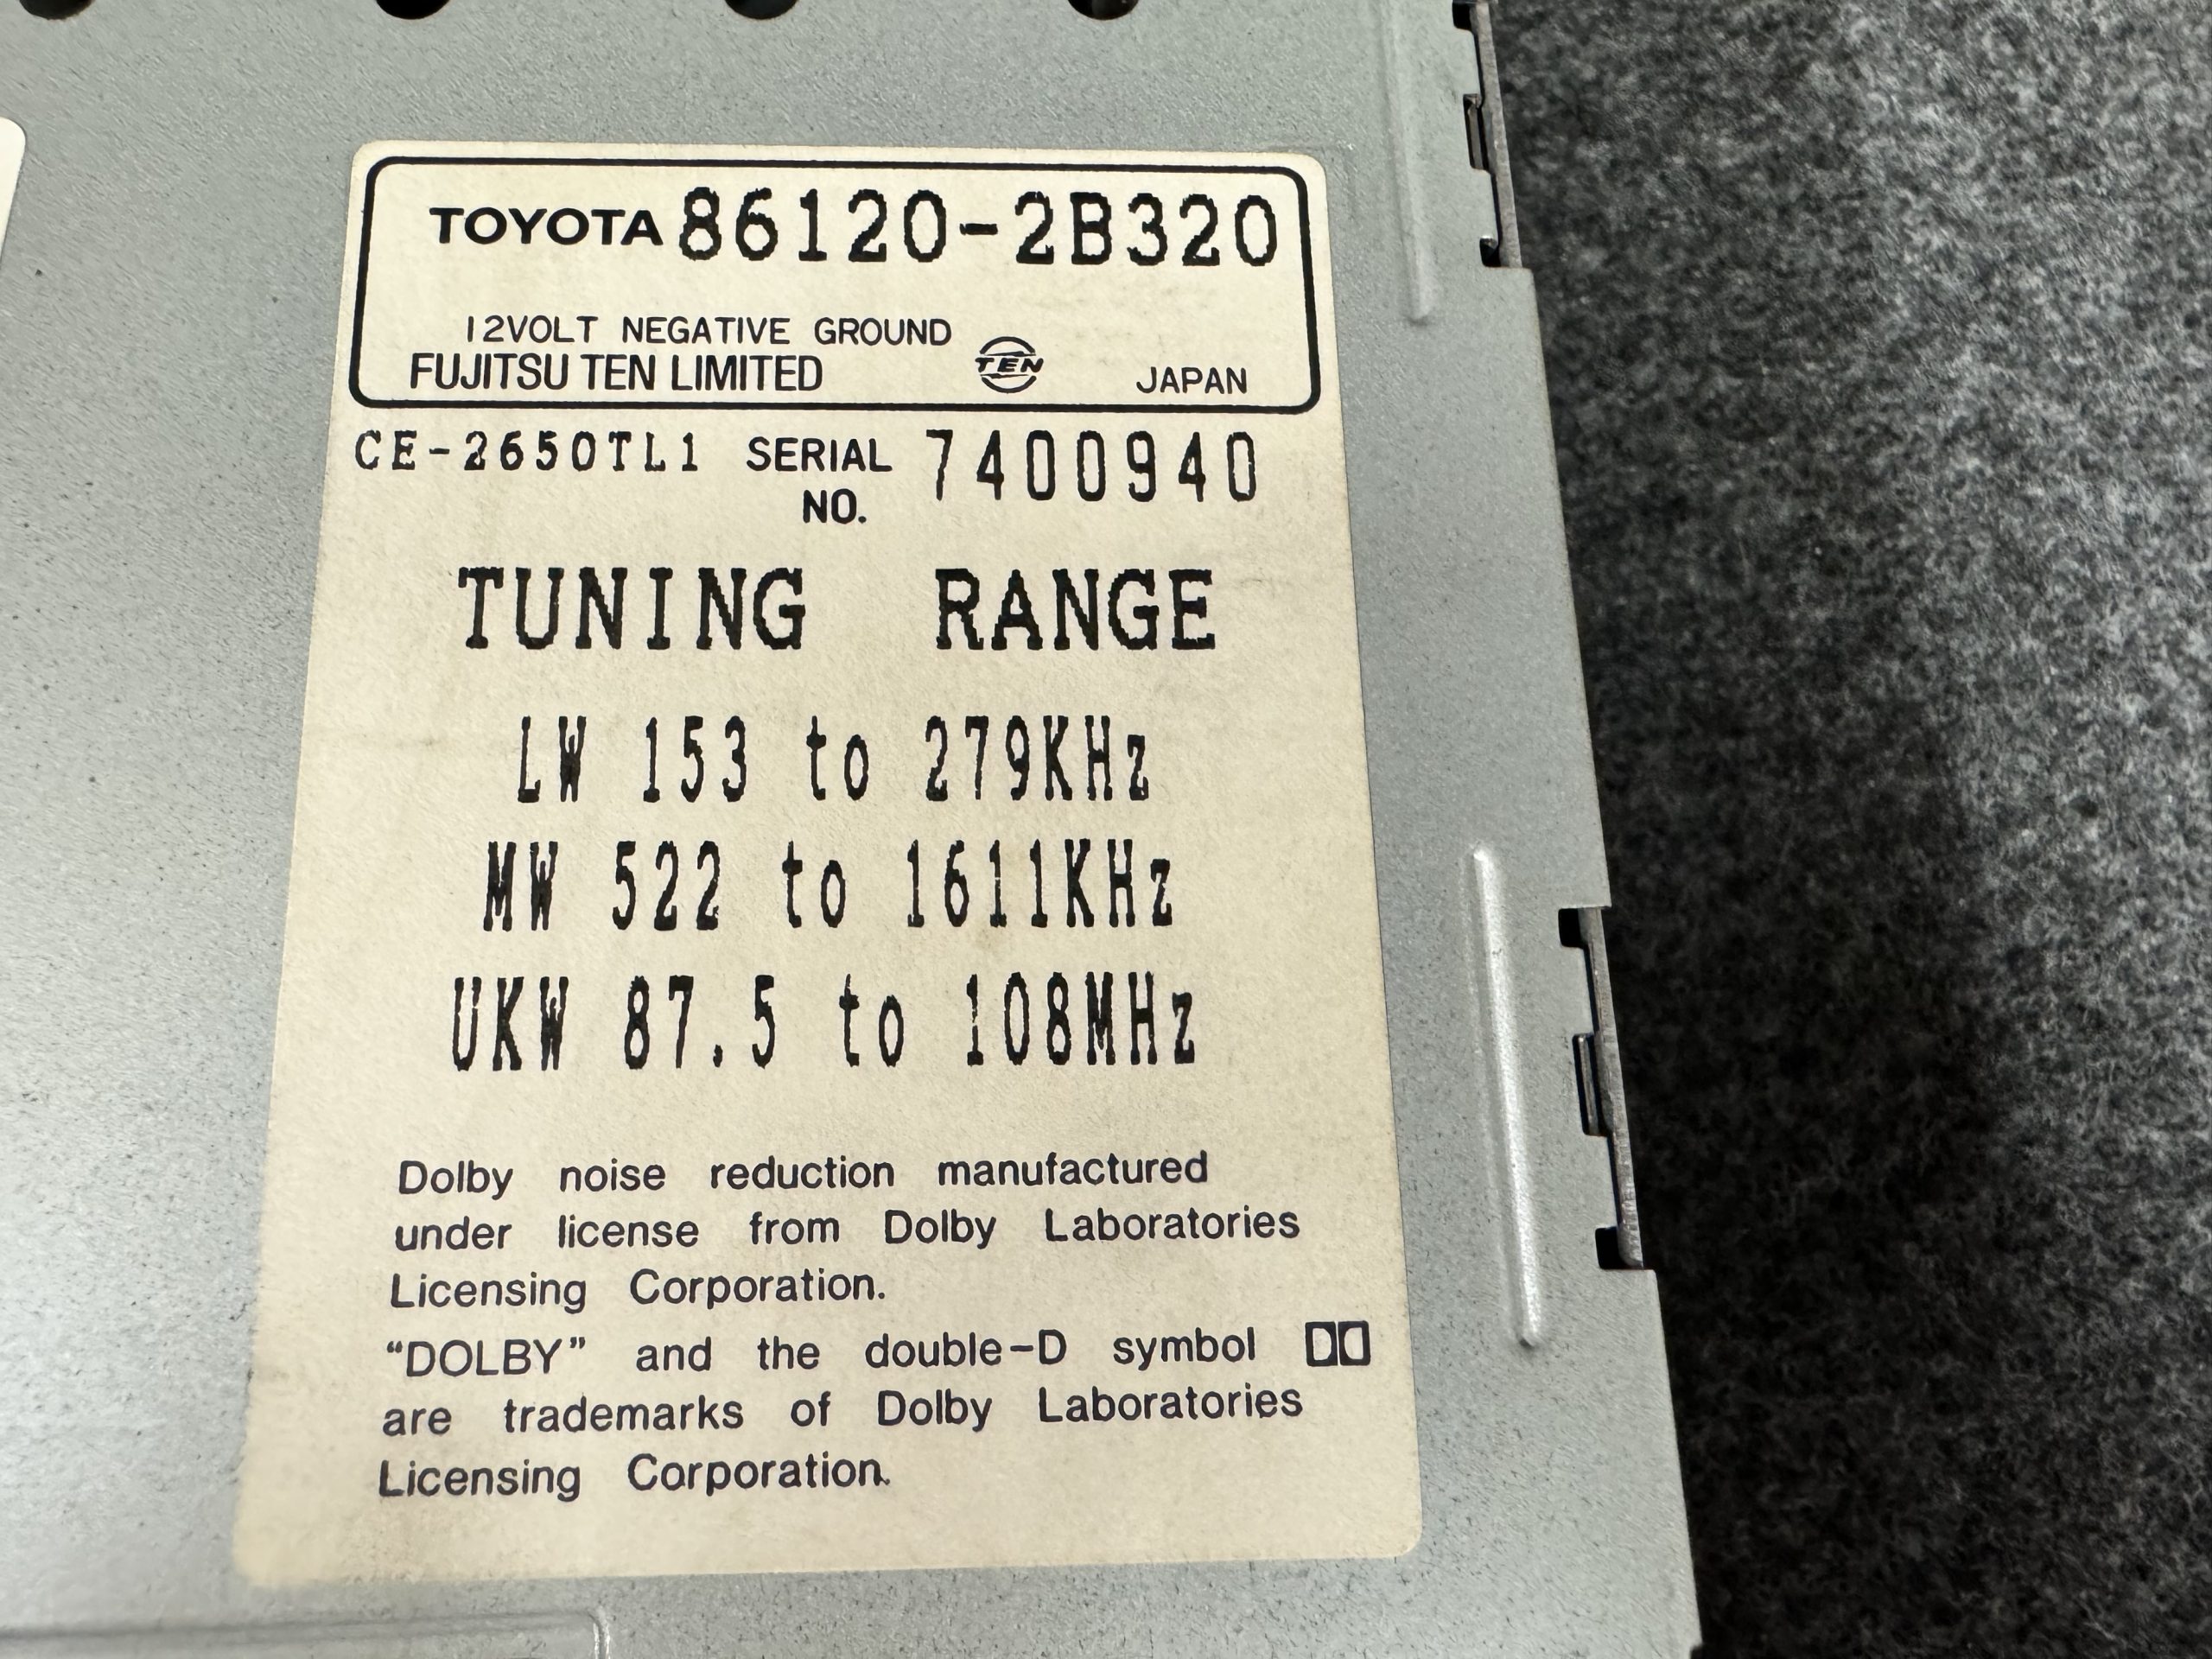 TOYOTA 86120-2B320
12VOLT NEGATIVE GROUND
FUJITSU TEN LIMITED TEN JAPAN
CE-2650TL1 SERIAL NO. 7400940
TUNING RANGE
LW 153 to 279KHz
MW 522 to 1611KHz
UKW 87.5 to 108MHz
Dolby noise reduction manufactured
under license from Dolby Laboratories
Licensing Corporation.
“DOLBY” and the double-D symbol
are trademarks of Dolby Laboratories
Licensing Corporation.